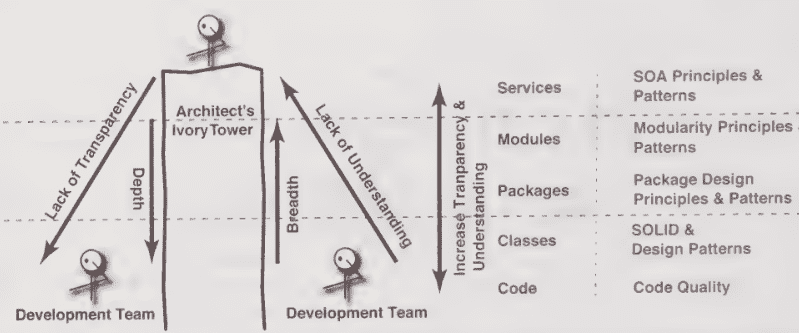 Architect's
Ivory Tower
Lack of Transparency
Depth
Breadth
Lack of Understanding
Development Team
Development Team
Increase Tranparency &
Understanding
Services
SOA Principles &
Patterns
Modules
Modularity Principles
Patterns
Packages
Package Design
Principles & Patterns
Classes
SOLID &
Design Patterns
Code
Code Quality